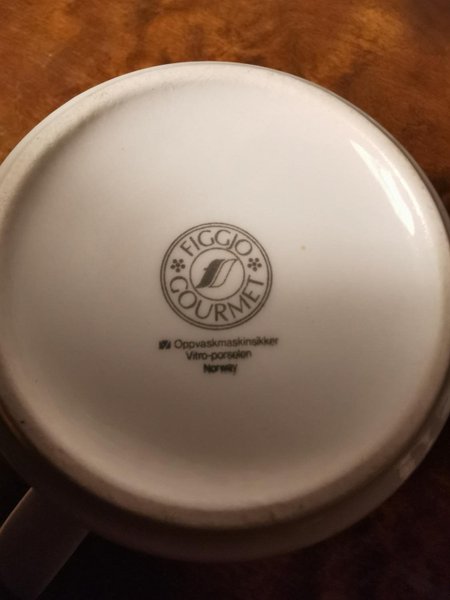 FIGGJO
GOURMET
Oppvaskmaskinsikker
Vitro-porselen
Norway